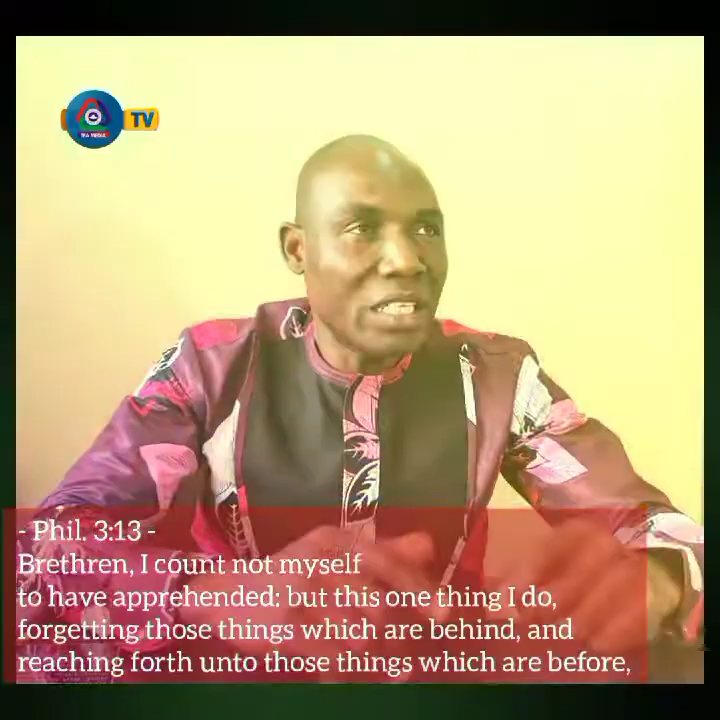 TV
- Phil. 3:13 -
Brethren, I count not myself
to have apprehended: but this one thing I do,
forgetting those things which are behind, and
reaching forth unto those things which are before,